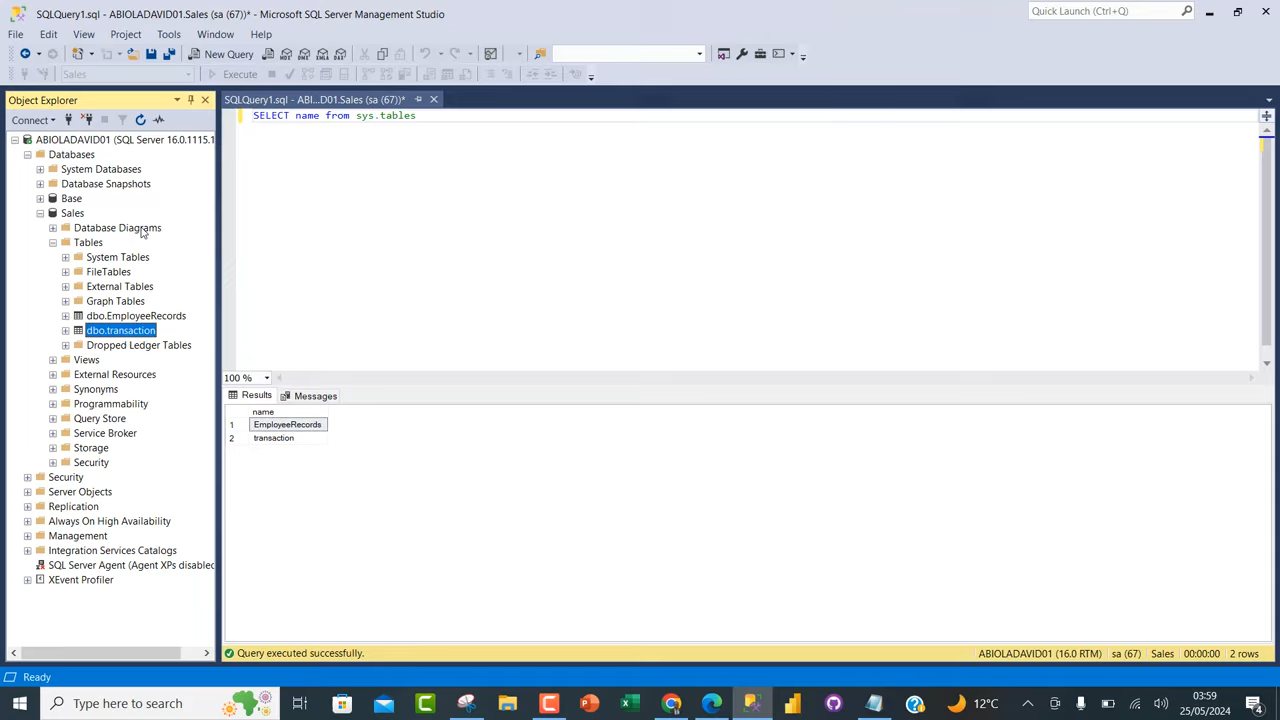 SQLQuery1.sql - ABIOLADAVID01.Sales (sa (67))* - Microsoft SQL Server Management Studio
Quick Launch (Ctrl+Q)
File Edit View Project Tools Window Help
New Query
MDX DMX XMLA DAX
Sales Execute
Object Explorer
SQLQuery1.sql - ABI...D01.Sales (sa (67))*
Connect
SELECT name from sys.tables
ABIOLADAVID01 (SQL Server 16.0.1115.1
Databases
System Databases
Database Snapshots
Base
Sales
Database Diagrams
Tables
System Tables
FileTables
External Tables
Graph Tables
dbo.EmployeeRecords
dbo.transaction
Dropped Ledger Tables
Views
External Resources
Synonyms
Programmability
Query Store
Service Broker
Storage
Security
Security
Server Objects
Replication
Always On High Availability
Management
Integration Services Catalogs
SQL Server Agent (Agent XPs disabled
XEvent Profiler
100 %
Results Messages
name
1 EmployeeRecords
2 transaction
Query executed successfully.
ABIOLADAVID01 (16.0 RTM) sa (67) Sales 00:00:00 2 rows
Ready
Type here to search
12°C
03:59
25/05/2024
4